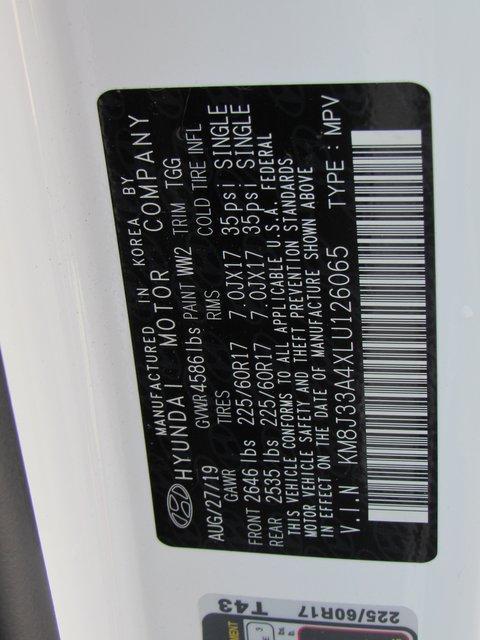 MANUFACTURED IN KOREA BY
HYUNDAI MOTOR COMPANY
AUG/27/19 GVWR 4586 lbs PAINT WW2 TRIM TGG
GAWR TIRES RIMS COLD TIRE INFL
FRONT 2646 lbs 225/60R17 7.0JX17 35psi SINGLE
REAR 2535 lbs 225/60R17 7.0JX17 35psi SINGLE
THIS VEHICLE CONFORMS TO ALL APPLICABLE U.S.A. FEDERAL
MOTOR VEHICLE SAFETY AND THEFT PREVENTION STANDARDS
IN EFFECT ON THE DATE OF MANUFACTURE SHOWN ABOVE
V.I.N KM8J33A4XLU126065 TYPE : MPV
T43
225/60R17